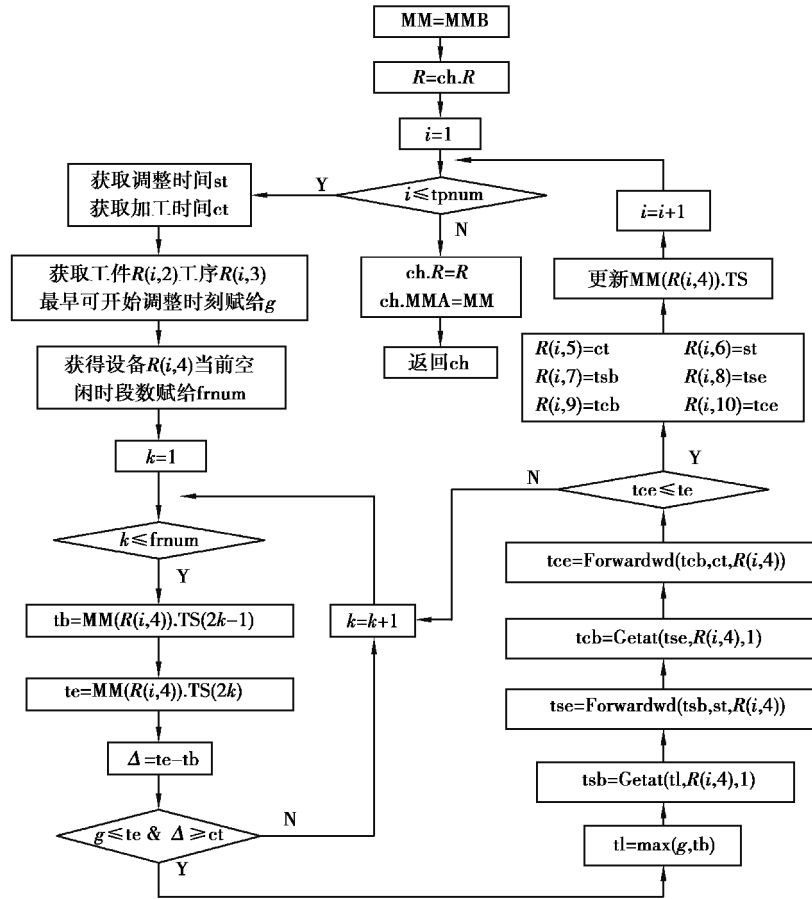 MM=MMB
R=ch.R
i=1
i≤tpnum
Y
N
获取调整时间st
获取加工时间ct
获取工件R(i,2)工序R(i,3)
最早可开始调整时刻赋给g
获得设备R(i,4)当前空
闲时段数赋给frnum
k=1
k≤frnum
Y
tb=MM(R(i,4)).TS(2k−1)
te=MM(R(i,4)).TS(2k)
Δ=te−tb
g≤te & Δ≥ct
N
Y
k=k+1
ch.R=R
ch.MMA=MM
返回ch
i=i+1
更新MM(R(i,4)).TS
R(i,5)=ct R(i,6)=st
R(i,7)=tsb R(i,8)=tse
R(i,9)=tcb R(i,10)=tce
Y
N
tce≤te
tce=Forwardwd(tcb,ct,R(i,4))
tcb=Getat(tse,R(i,4),1)
tse=Forwardwd(tsb,st,R(i,4))
tsb=Getat(tl,R(i,4),1)
tl=max(g,tb)